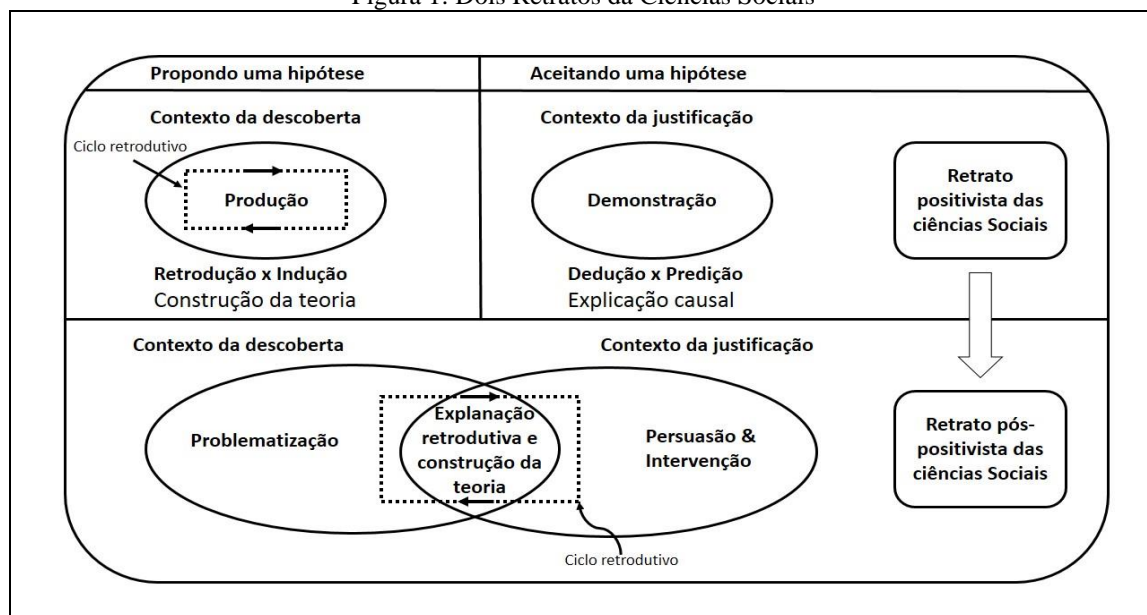 Figura 1: Dois Retratos da Ciências Sociais
Propondo uma hipótese
Aceitando uma hipótese
Contexto da descoberta
Contexto da justificação
Ciclo retrodutivo
Produção
Demonstração
Retrato
positivista das
ciências Sociais
Retrodução x Indução
Construção da teoria
Dedução x Predição
Explicação causal
Contexto da descoberta
Contexto da justificação
Problematização
Explanação
retrodutiva e
construção da
teoria
Persuasão &
Intervenção
Retrato pós-
positivista das
ciências Sociais
Ciclo retrodutivo